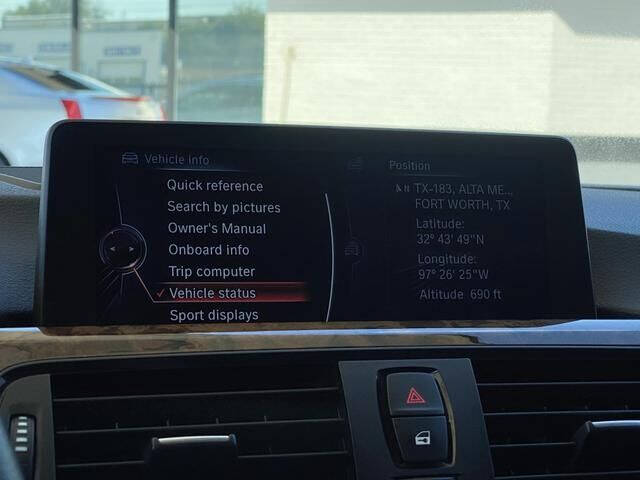 Vehicle info
Quick reference
Search by pictures
Owner's Manual
Onboard info
Trip computer
Vehicle status
Sport displays
Position
TX-183, ALTA ME...
FORT WORTH, TX
Latitude:
32° 43' 49"N
Longitude:
97° 26' 25"W
Altitude 690 ft